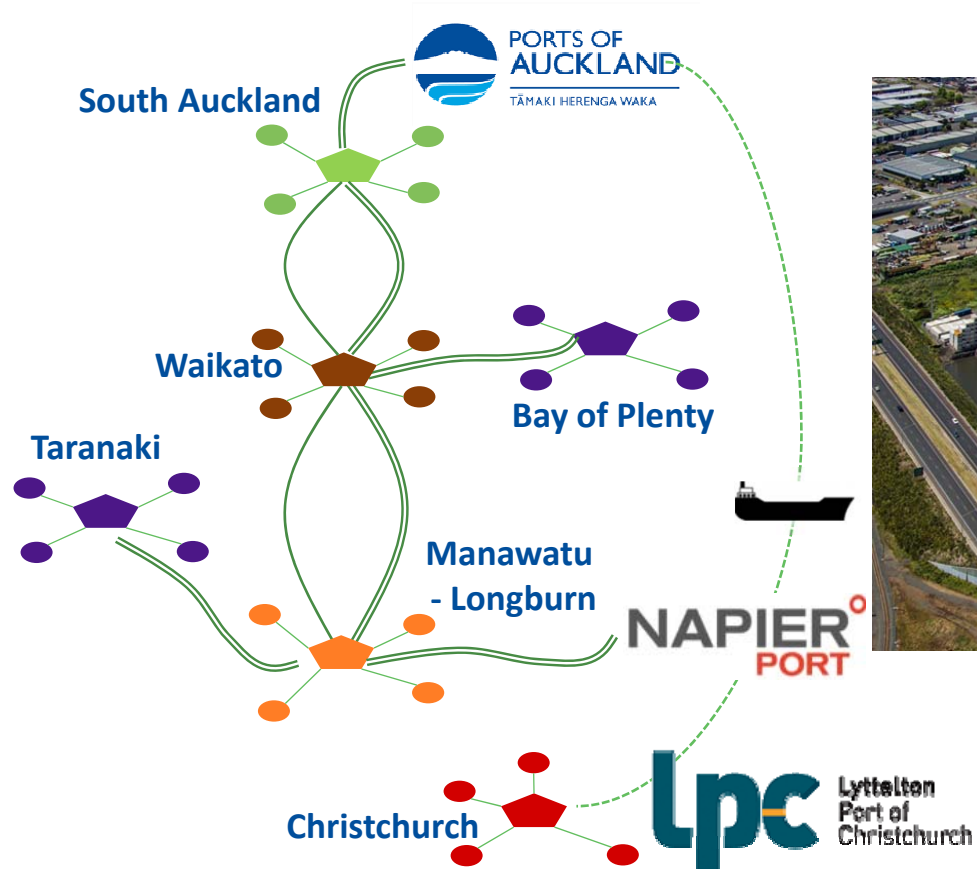 PORTS OF
AUCKLAND
TĀMAKI HERENGA WAKA
South Auckland
Waikato
Bay of Plenty
Taranaki
Manawatu
- Longburn
NAPIER
PORT
Christchurch
Lpc
Lyttelton
Port of
Christchurch